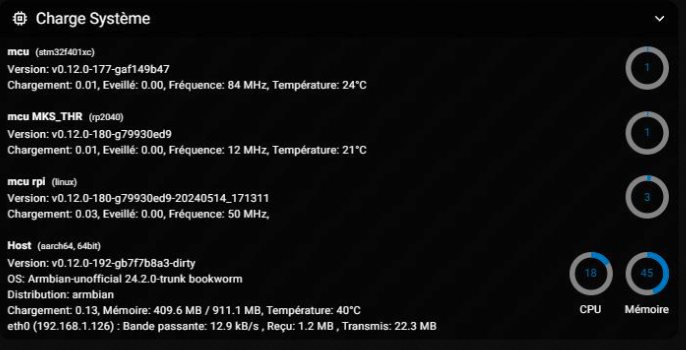 Charge Système
mcu (stm32f401xc)
Version: v0.12.0-177-gaf149b47
Chargement: 0.01, Eveillé: 0.00, Fréquence: 84 MHz, Température: 24°C
1
mcu MKS_THR (rp2040)
Version: v0.12.0-180-g79930ed9
Chargement: 0.01, Eveillé: 0.00, Fréquence: 12 MHz, Température: 21°C
1
mcu rpi (linux)
Version: v0.12.0-180-g79930ed9-20240514_171311
Chargement: 0.03, Eveillé: 0.00, Fréquence: 50 MHz,
3
Host (aarch64, 64bit)
Version: v0.12.0-192-gb7f7b8a3-dirty
OS: Armbian-unofficial 24.2.0-trunk bookworm
Distribution: armbian
Chargement: 0.13, Mémoire: 409.6 MB / 911.1 MB, Température: 40°C
eth0 (192.168.1.126) : Bande passante: 12.9 kB/s , Reçu: 1.2 MB , Transmis: 22.3 MB
18
CPU
45
Mémoire